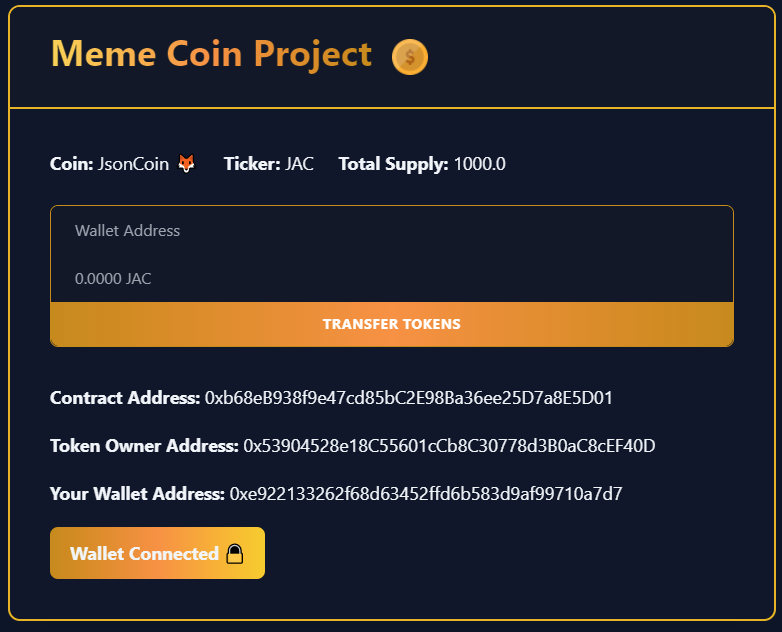 Meme Coin Project
Coin: JsonCoin 🦊 Ticker: JAC Total Supply: 1000.0
Wallet Address
0.0000 JAC
TRANSFER TOKENS
Contract Address: 0xb68eB938f9e47cd85bC2E98Ba36ee25D7a8E5D01
Token Owner Address: 0x53904528e18C55601cCb8C30778d3B0aC8cEF40D
Your Wallet Address: 0xe922133262f68d63452ffd6b583d9af99710a7d7
Wallet Connected